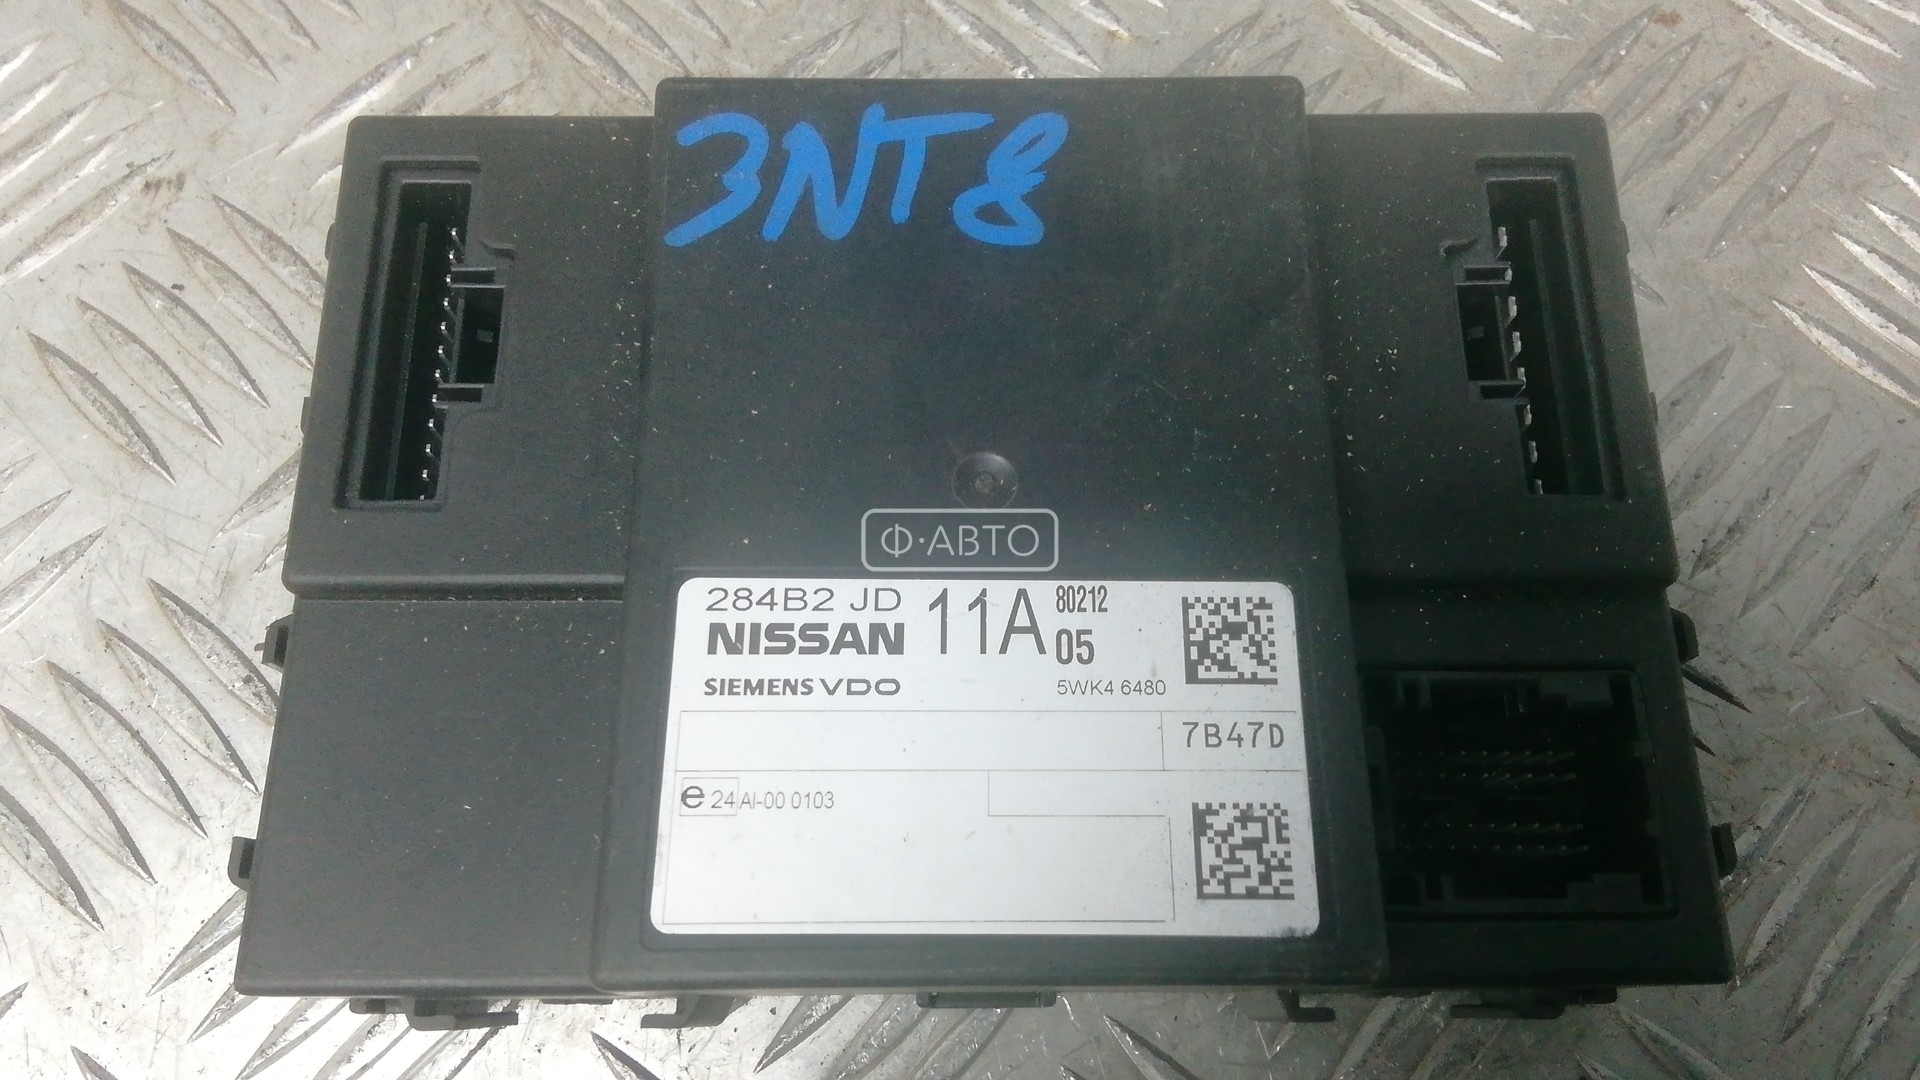 3NT8
Ф·АВТО
284B2 JD 11A 80212
NISSAN 05
SIEMENS VDO 5WK4 6480
7B47D
e 24 AI-00 0103